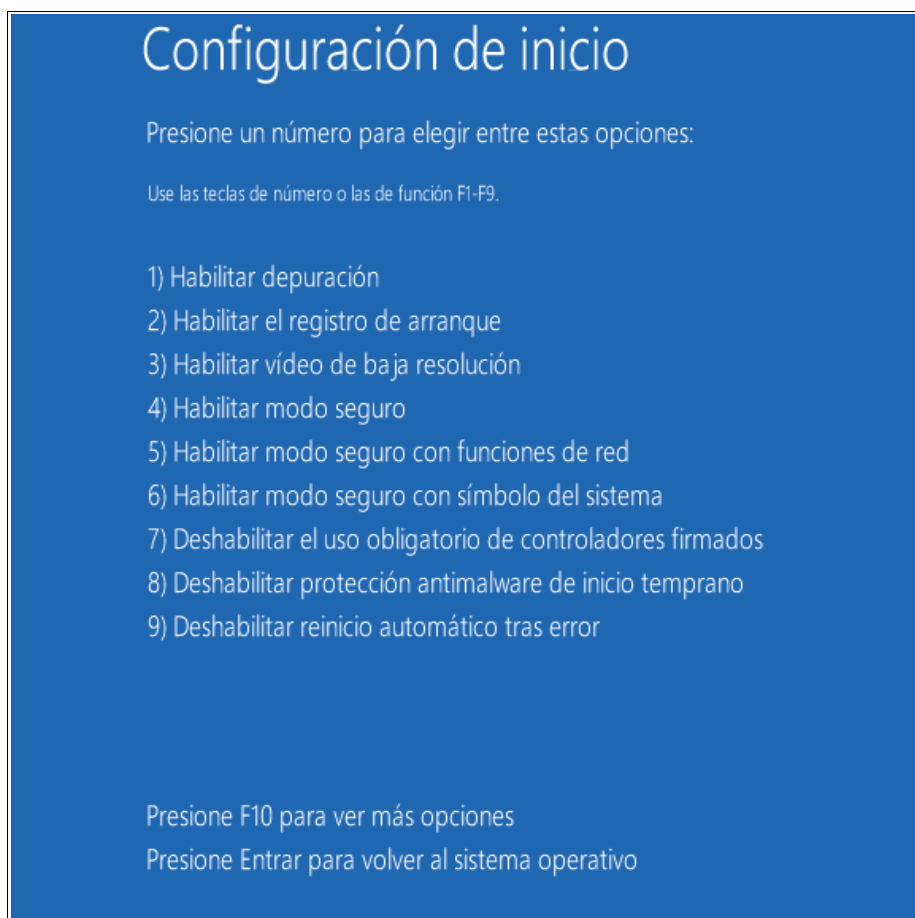 Configuración de inicio
Presione un número para elegir entre estas opciones:
Use las teclas de número o las de función F1-F9.
1) Habilitar depuración
2) Habilitar el registro de arranque
3) Habilitar vídeo de baja resolución
4) Habilitar modo seguro
5) Habilitar modo seguro con funciones de red
6) Habilitar modo seguro con símbolo del sistema
7) Deshabilitar el uso obligatorio de controladores firmados
8) Deshabilitar protección antimalware de inicio temprano
9) Deshabilitar reinicio automático tras error
Presione F10 para ver más opciones
Presione Entrar para volver al sistema operativo